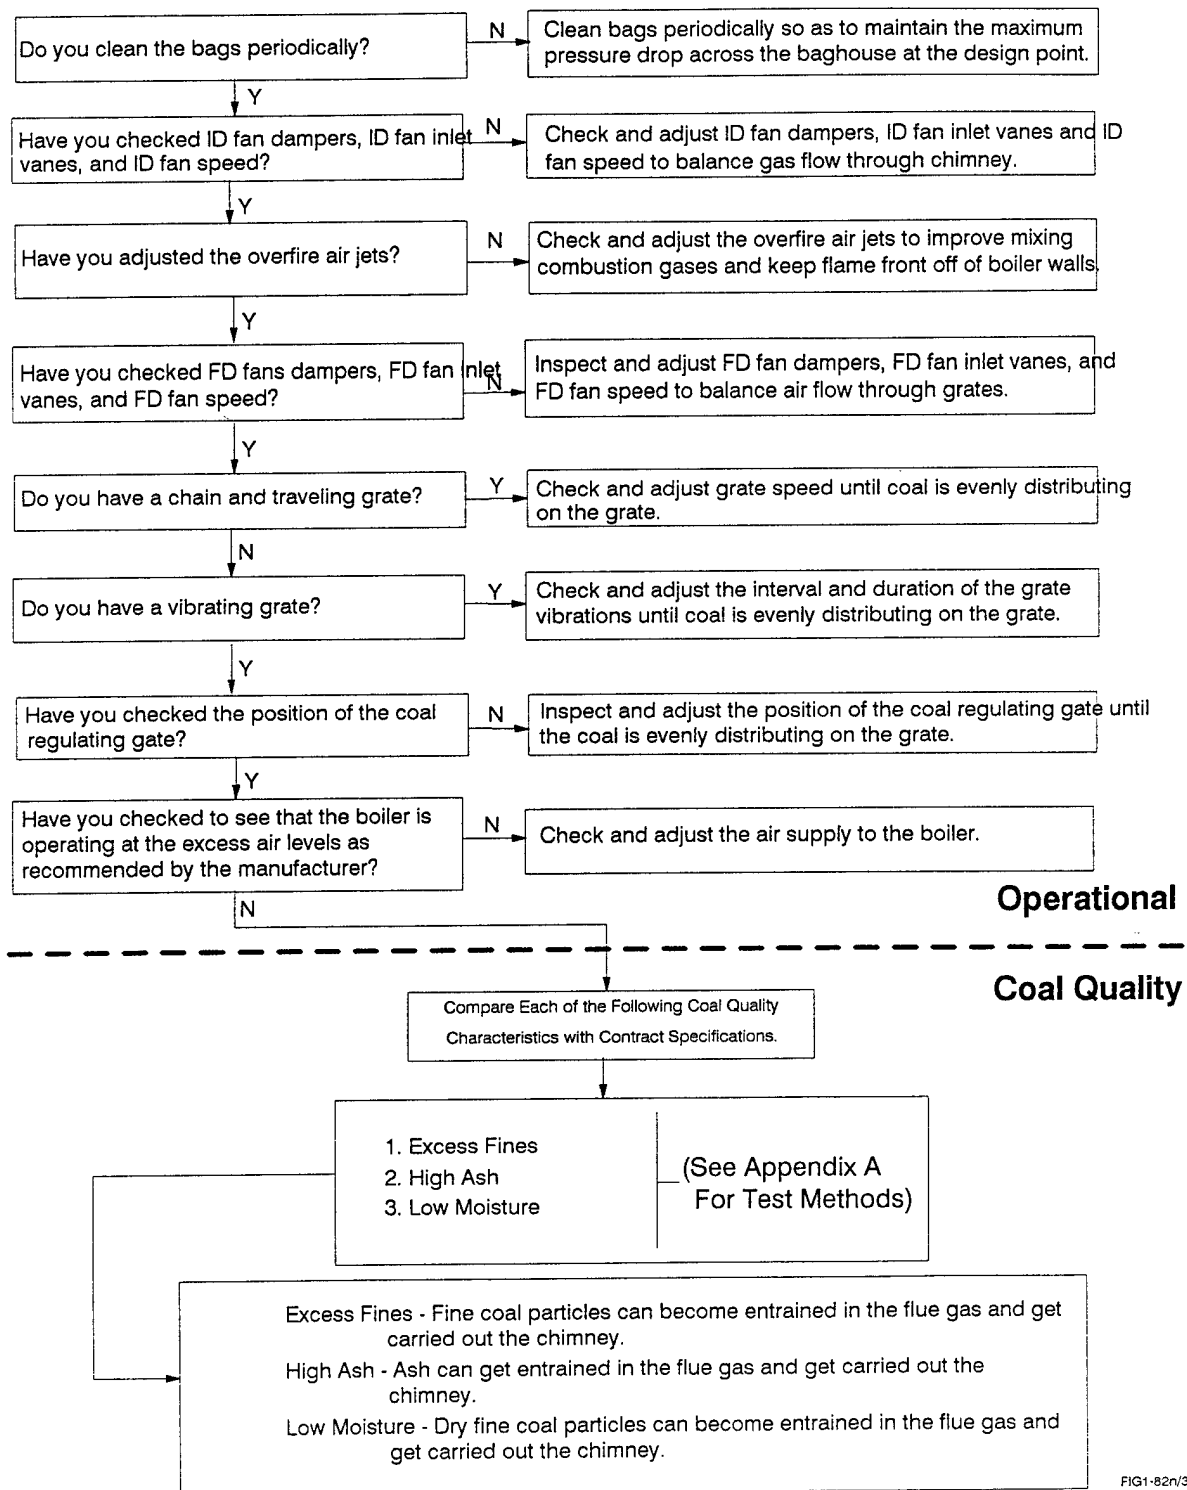 Do you clean the bags periodically?
N
Clean bags periodically so as to maintain the maximum
pressure drop across the baghouse at the design point.
Y
Have you checked ID fan dampers, ID fan inlet
vanes, and ID fan speed?
N
Check and adjust ID fan dampers, ID fan inlet vanes and ID
fan speed to balance gas flow through chimney.
Y
Have you adjusted the overfire air jets?
N
Check and adjust the overfire air jets to improve mixing
combustion gases and keep flame front off of boiler walls.
Y
Have you checked FD fans dampers, FD fan inlet
vanes, and FD fan speed?
N
Inspect and adjust FD fan dampers, FD fan inlet vanes, and
FD fan speed to balance air flow through grates.
Y
Do you have a chain and traveling grate?
Y
Check and adjust grate speed until coal is evenly distributing
on the grate.
N
Do you have a vibrating grate?
Y
Check and adjust the interval and duration of the grate
vibrations until coal is evenly distributing on the grate.
Y
Have you checked the position of the coal
regulating gate?
N
Inspect and adjust the position of the coal regulating gate until
the coal is evenly distributing on the grate.
Y
Have you checked to see that the boiler is
operating at the excess air levels as
recommended by the manufacturer?
N
Check and adjust the air supply to the boiler.
N
Operational
Coal Quality
Compare Each of the Following Coal Quality
Characteristics with Contract Specifications.
1. Excess Fines
2. High Ash
3. Low Moisture
(See Appendix A
For Test Methods)
Excess Fines - Fine coal particles can become entrained in the flue gas and get
carried out the chimney.
High Ash - Ash can get entrained in the flue gas and get carried out the
chimney.
Low Moisture - Dry fine coal particles can become entrained in the flue gas and
get carried out the chimney.
FIG1-82n/3